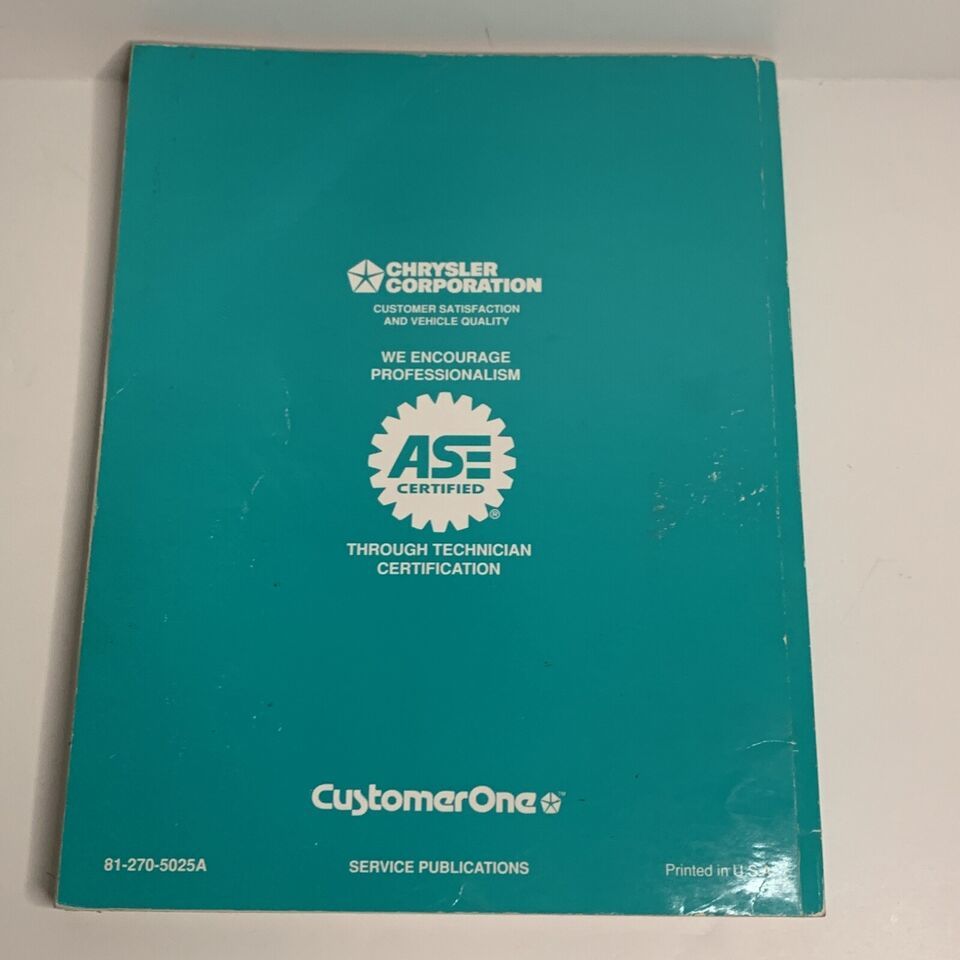 CHRYSLER
CORPORATION
CUSTOMER SATISFACTION
AND VEHICLE QUALITY
WE ENCOURAGE
PROFESSIONALISM
ASE
CERTIFIED
®
THROUGH TECHNICIAN
CERTIFICATION
CustomerOne ™
81-270-5025A SERVICE PUBLICATIONS Printed in U.S.A.